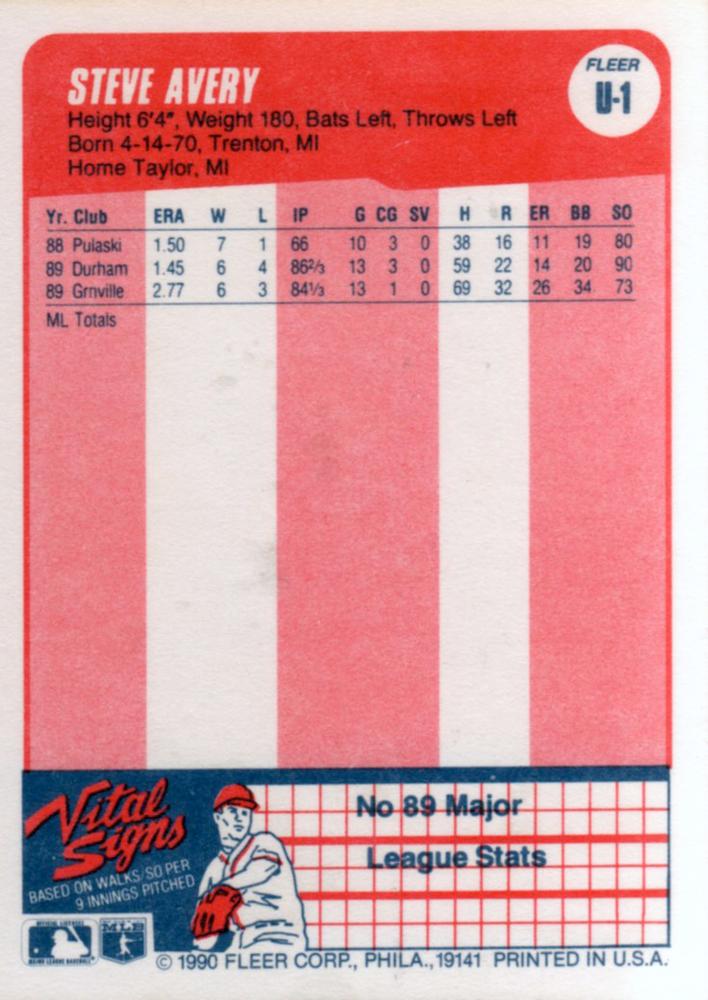 STEVE AVERY
FLEER
U-1
Height 6'4", Weight 180, Bats Left, Throws Left
Born 4-14-70, Trenton, MI
Home Taylor, MI
Yr. Club ERA W L IP G CG SV H R ER BB SO
88 Pulaski 1.50 7 1 66 10 3 0 38 16 11 19 80
89 Durham 1.45 6 4 86⅔ 13 3 0 59 22 14 20 90
89 Grnville 2.77 6 3 84⅓ 13 1 0 69 32 26 34 73
ML Totals
Vital
Signs
BASED ON WALKS/SO PER
9 INNINGS PITCHED
No 89 Major
League Stats
MLB
© 1990 FLEER CORP., PHILA., 19141 PRINTED IN U.S.A.